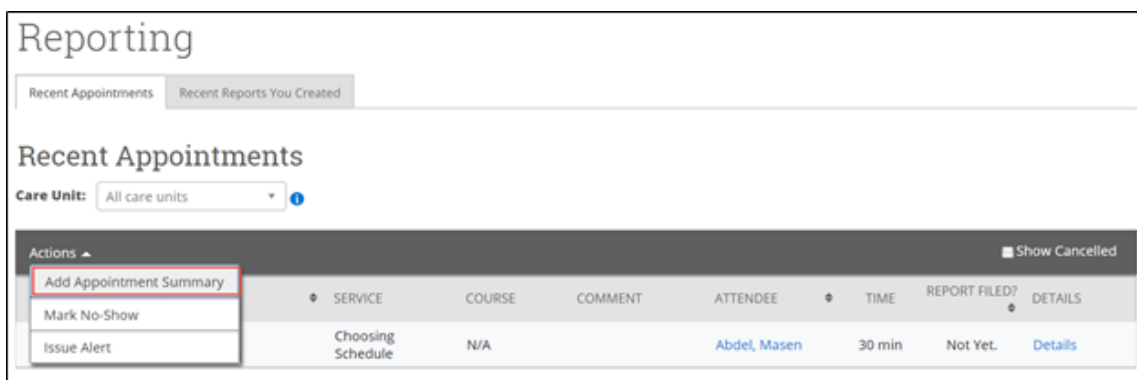 Reporting
Recent Appointments Recent Reports You Created
Recent Appointments
Care Unit: All care units
Actions Show Cancelled
Add Appointment Summary
Mark No-Show
Issue Alert
SERVICE COURSE COMMENT ATTENDEE TIME REPORT FILED? DETAILS
Choosing Schedule N/A Abdel, Masen 30 min Not Yet. Details